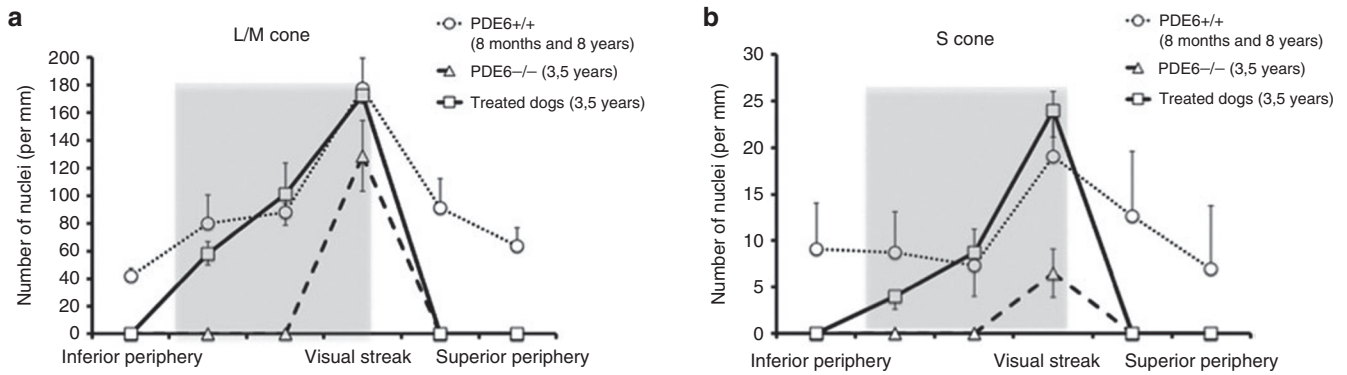 a
L/M cone
PDE6+/+
(8 months and 8 years)
PDE6−/− (3,5 years)
Treated dogs (3,5 years)
Number of nuclei (per mm)
200
180
160
140
120
100
80
60
40
20
0
Inferior periphery
Visual streak
Superior periphery
b
S cone
PDE6+/+
(8 months and 8 years)
PDE6−/− (3,5 years)
Treated dogs (3,5 years)
Number of nuclei (per mm)
30
25
20
15
10
5
0
Inferior periphery
Visual streak
Superior periphery